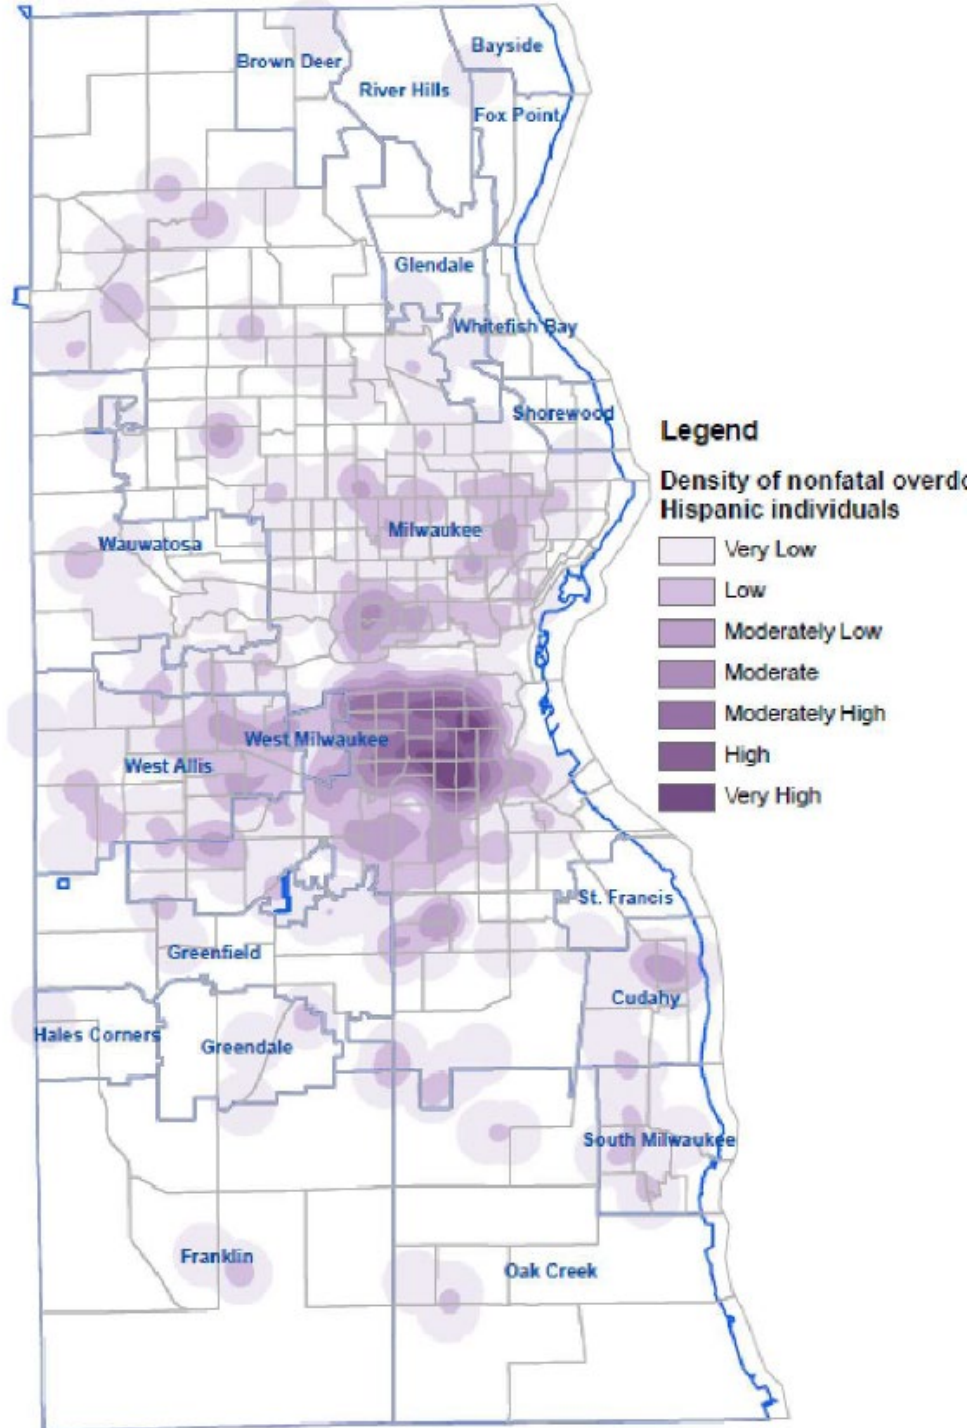 Bayside
Brown Deer
River Hills
Fox Point
Glendale
Whitefish Bay
Shorewood
Legend
Density of nonfatal overdo
Hispanic individuals
Very Low
Low
Moderately Low
Moderate
Moderately High
High
Very High
Milwaukee
Wauwatosa
West Milwaukee
West Allis
St. Francis
Greenfield
Cudahy
Hales Corners
Greendale
South Milwaukee
Franklin
Oak Creek